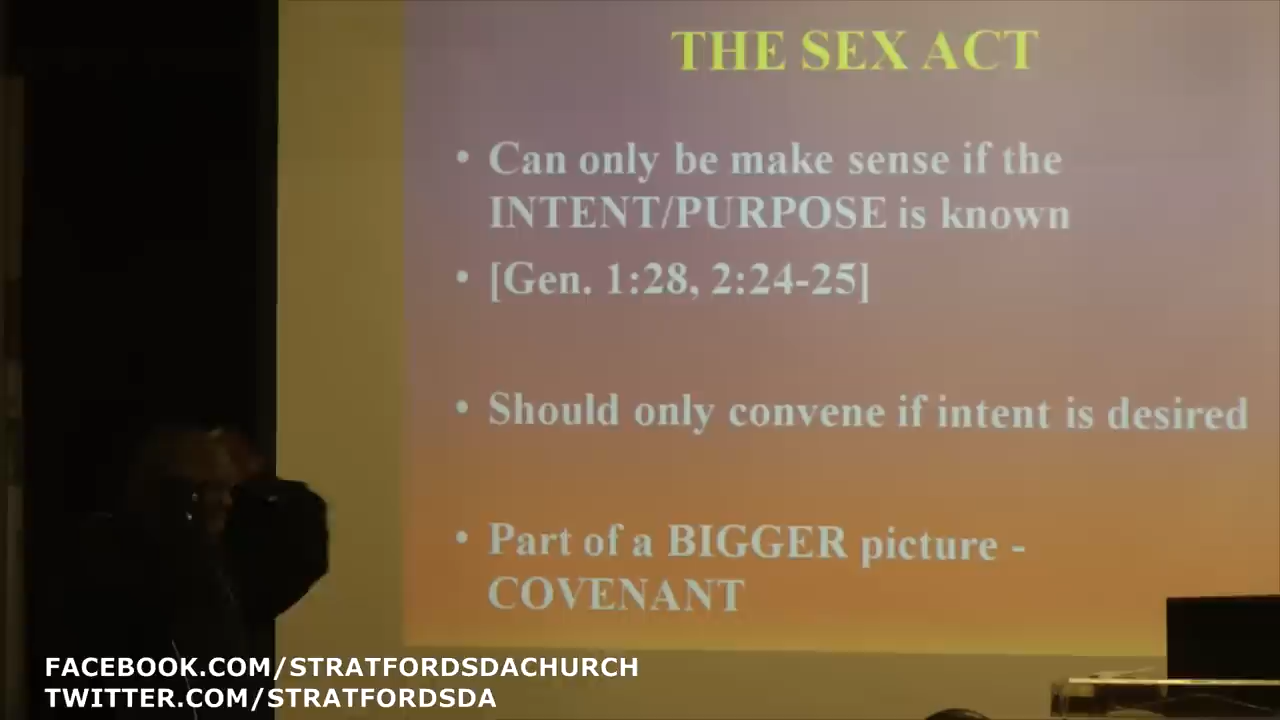 THE SEX ACT
• Can only be make sense if the
INTENT/PURPOSE is known
• [Gen. 1:28, 2:24-25]
• Should only convene if intent is desired
• Part of a BIGGER picture -
COVENANT
FACEBOOK.COM/STRATFORDSDACHURCH
TWITTER.COM/STRATFORDSDA